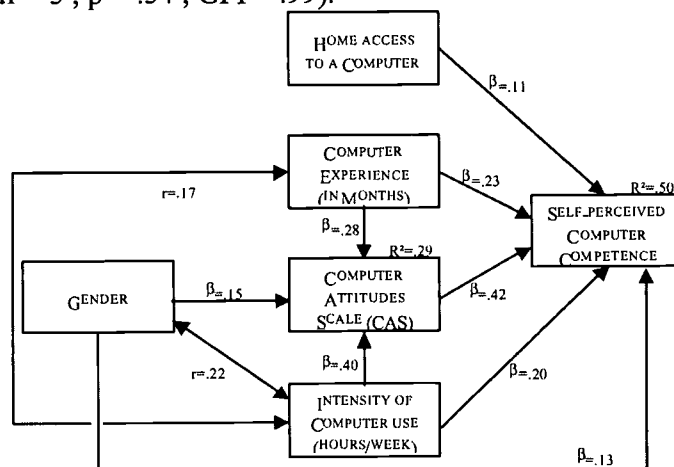 HOME ACCESS
TO A COMPUTER
β=.11
COMPUTER
EXPERIENCE
(IN MONTHS)
β=.23
R²=.50
r=.17
SELF-PERCEIVED
COMPUTER
COMPETENCE
β=.28
R²=.29
GENDER
β=.15
COMPUTER
ATTITUDES
SCALE (CAS)
β=.42
β=.40
r=.22
β=.20
INTENSITY OF
COMPUTER USE
(HOURS/WEEK)
β=.13